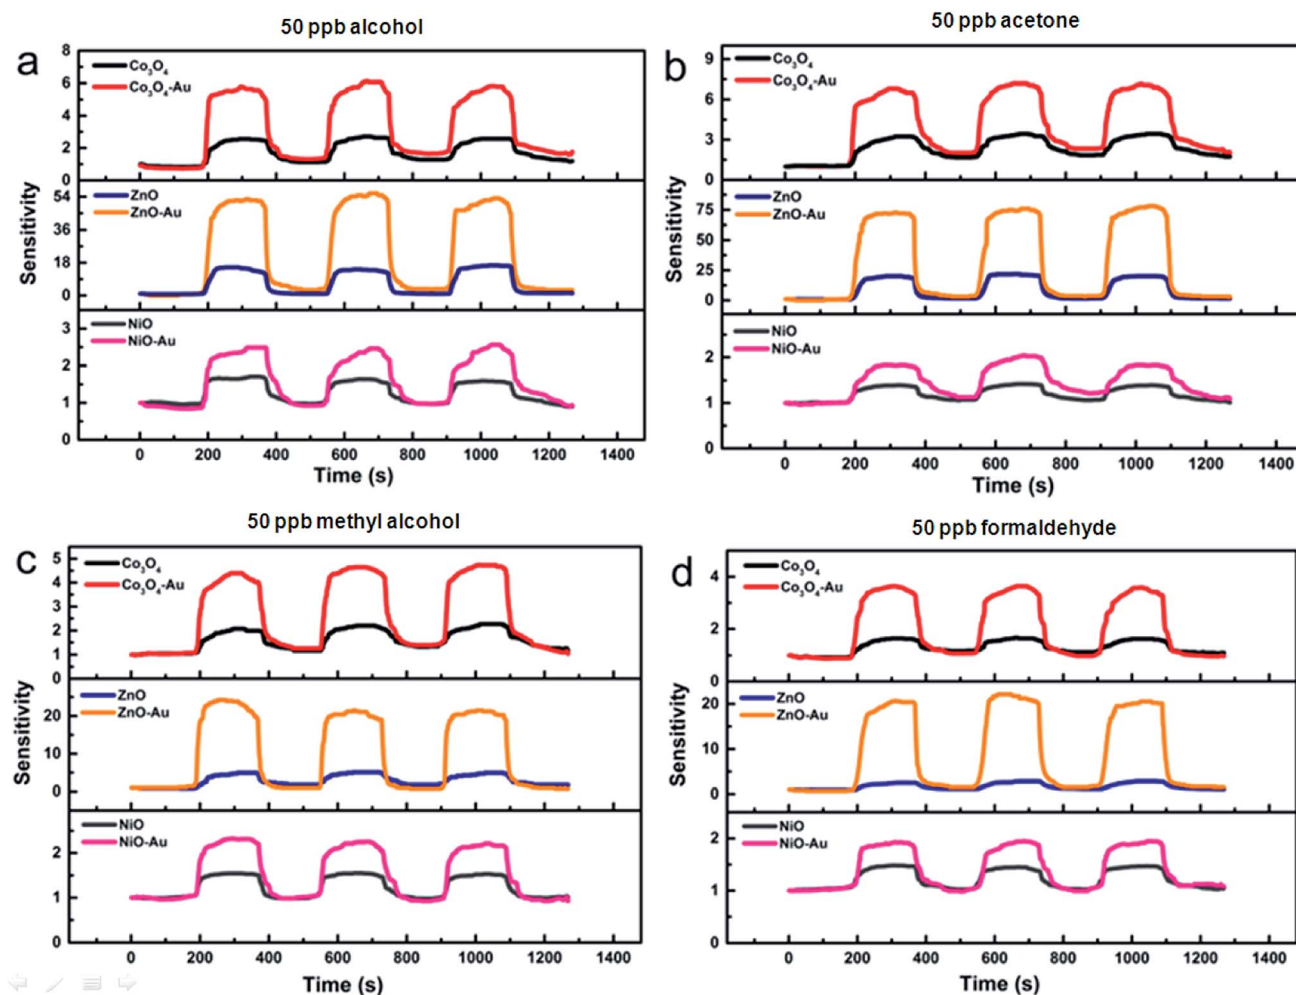 50 ppb alcohol
a
8
6
4
2
0
Co₃O₄
Co₃O₄-Au
54
36
18
0
ZnO
ZnO-Au
3
2
1
0
NiO
NiO-Au
Sensitivity
0 200 400 600 800 1000 1200 1400
Time (s)
50 ppb acetone
b
9
6
3
0
Co₃O₄
Co₃O₄-Au
75
50
25
0
ZnO
ZnO-Au
2
1
0
NiO
NiO-Au
Sensitivity
0 200 400 600 800 1000 1200 1400
Time (s)
50 ppb methyl alcohol
c
5
4
3
2
1
0
Co₃O₄
Co₃O₄-Au
20
10
0
ZnO
ZnO-Au
2
1
0
NiO
NiO-Au
Sensitivity
0 200 400 600 800 1000 1200 1400
Time (s)
50 ppb formaldehyde
d
4
2
0
Co₃O₄
Co₃O₄-Au
20
10
0
ZnO
ZnO-Au
2
1
0
NiO
NiO-Au
Sensitivity
0 200 400 600 800 1000 1200 1400
Time (s)